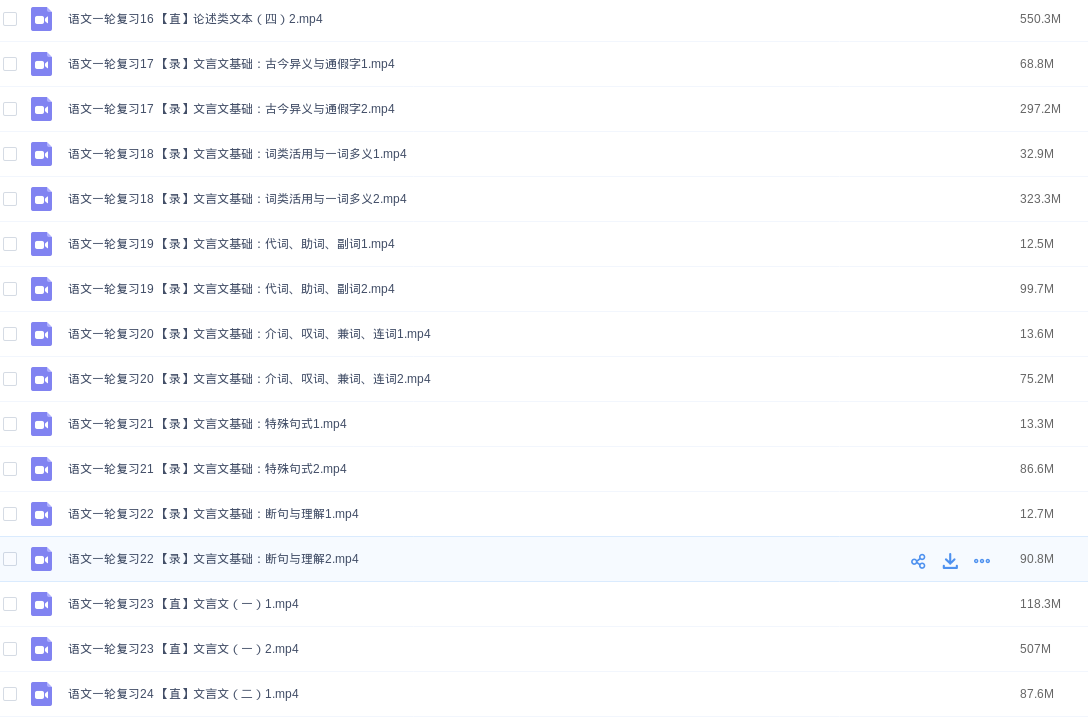 语文一轮复习16 【直】论述类文本（四）2.mp4 550.3M
语文一轮复习17 【录】文言文基础：古今异义与通假字1.mp4 68.8M
语文一轮复习17 【录】文言文基础：古今异义与通假字2.mp4 297.2M
语文一轮复习18 【录】文言文基础：词类活用与一词多义1.mp4 32.9M
语文一轮复习18 【录】文言文基础：词类活用与一词多义2.mp4 323.3M
语文一轮复习19 【录】文言文基础：代词、助词、副词1.mp4 12.5M
语文一轮复习19 【录】文言文基础：代词、助词、副词2.mp4 99.7M
语文一轮复习20 【录】文言文基础：介词、叹词、兼词、连词1.mp4 13.6M
语文一轮复习20 【录】文言文基础：介词、叹词、兼词、连词2.mp4 75.2M
语文一轮复习21 【录】文言文基础：特殊句式1.mp4 13.3M
语文一轮复习21 【录】文言文基础：特殊句式2.mp4 86.6M
语文一轮复习22 【录】文言文基础：断句与理解1.mp4 12.7M
语文一轮复习22 【录】文言文基础：断句与理解2.mp4 90.8M
语文一轮复习23 【直】文言文（一）1.mp4 118.3M
语文一轮复习23 【直】文言文（一）2.mp4 507M
语文一轮复习24 【直】文言文（二）1.mp4 87.6M